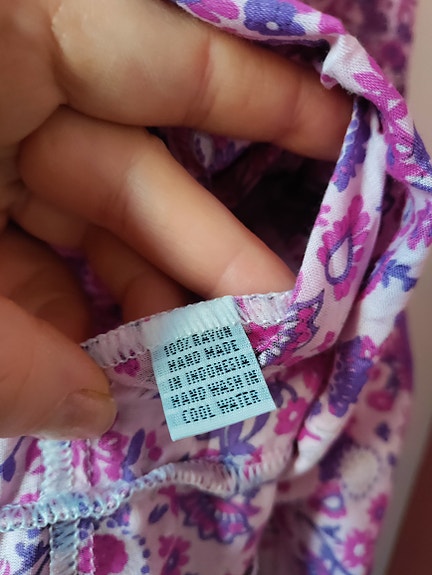 100% RAYON
HAND MADE
IN INDONESIA
HAND WASH IN
COOL WATER